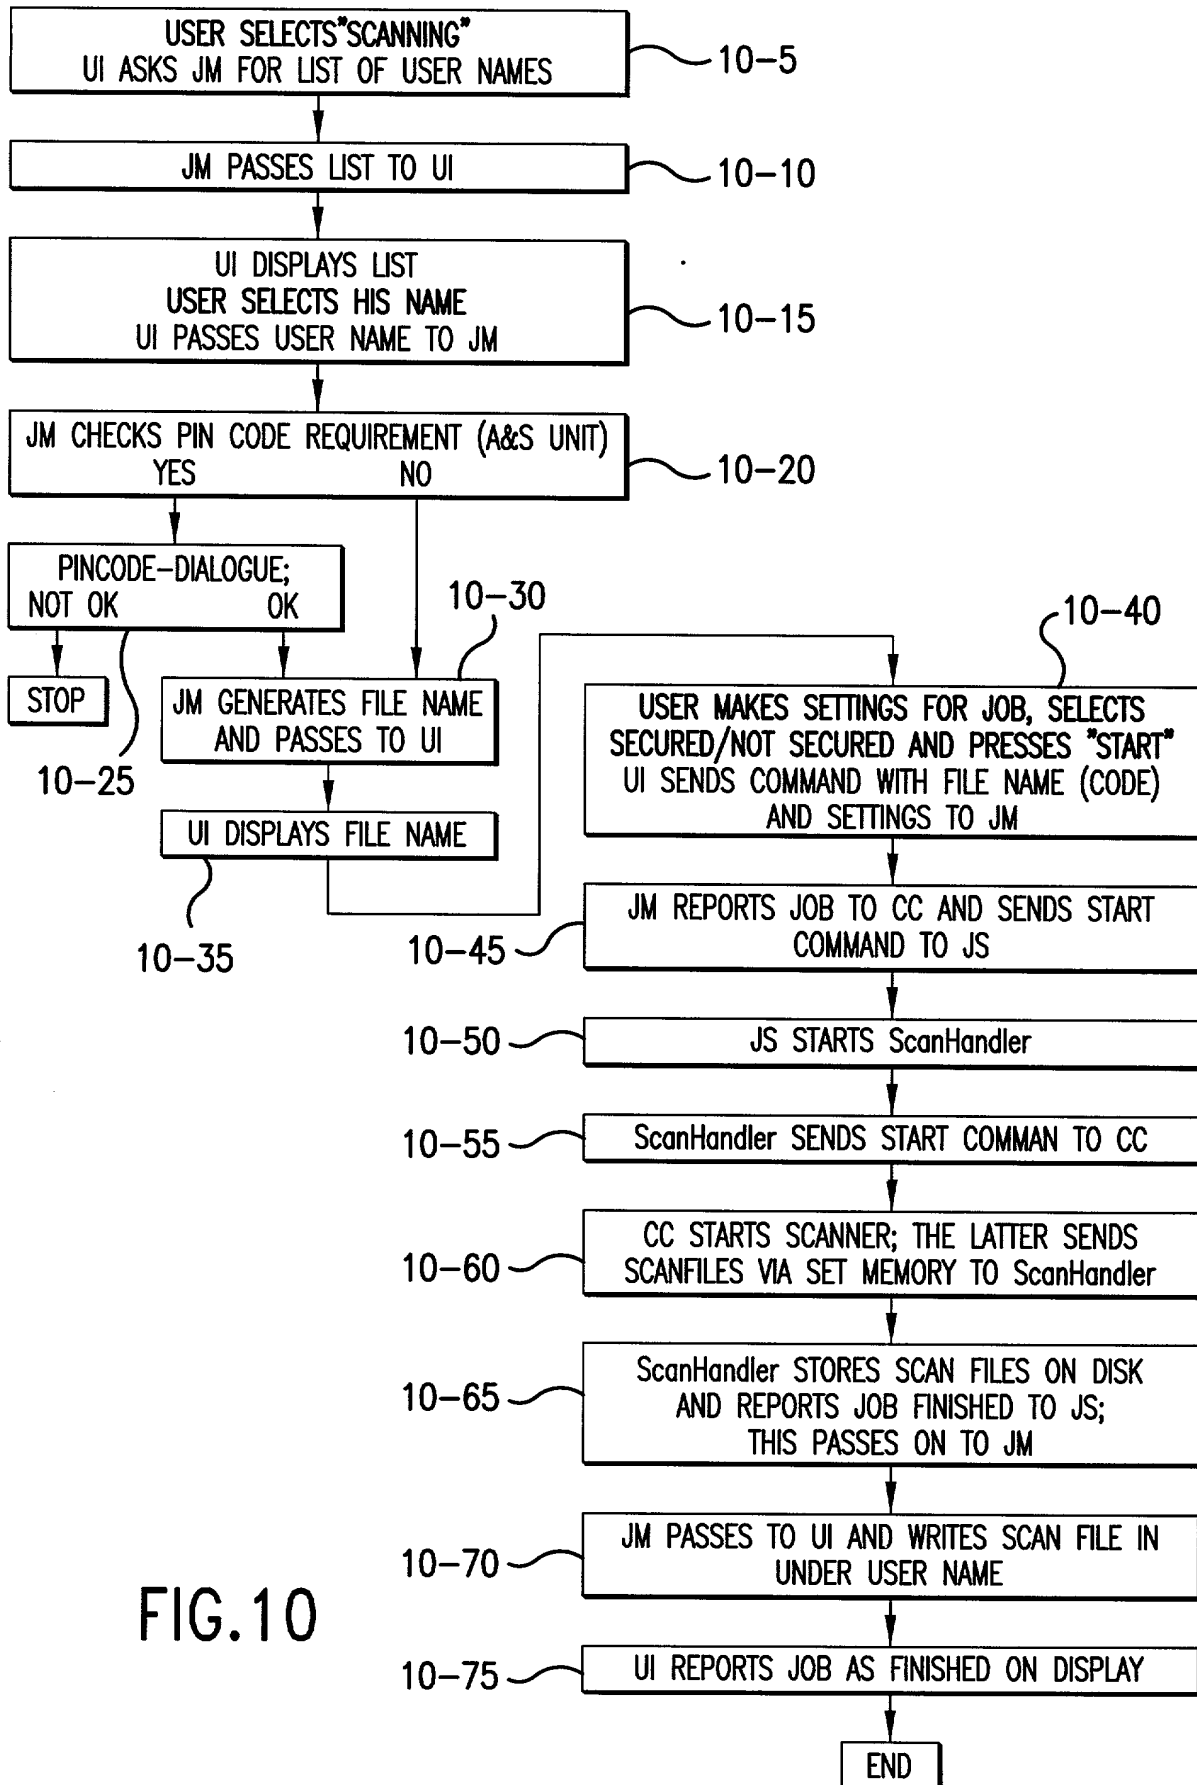 USER SELECTS"SCANNING"
UI ASKS JM FOR LIST OF USER NAMES
10-5
JM PASSES LIST TO UI
10-10
UI DISPLAYS LIST
USER SELECTS HIS NAME
UI PASSES USER NAME TO JM
10-15
JM CHECKS PIN CODE REQUIREMENT (A&S UNIT)
YES NO
10-20
PINCODE-DIALOGUE;
NOT OK OK
10-25
STOP
10-30
JM GENERATES FILE NAME
AND PASSES TO UI
UI DISPLAYS FILE NAME
10-35
10-40
USER MAKES SETTINGS FOR JOB, SELECTS
SECURED/NOT SECURED AND PRESSES "START"
UI SENDS COMMAND WITH FILE NAME (CODE)
AND SETTINGS TO JM
JM REPORTS JOB TO CC AND SENDS START
COMMAND TO JS
10-45
JS STARTS ScanHandler
10-50
ScanHandler SENDS START COMMAN TO CC
10-55
CC STARTS SCANNER; THE LATTER SENDS
SCANFILES VIA SET MEMORY TO ScanHandler
10-60
ScanHandler STORES SCAN FILES ON DISK
AND REPORTS JOB FINISHED TO JS;
THIS PASSES ON TO JM
10-65
JM PASSES TO UI AND WRITES SCAN FILE IN
UNDER USER NAME
10-70
UI REPORTS JOB AS FINISHED ON DISPLAY
10-75
END
FIG.10